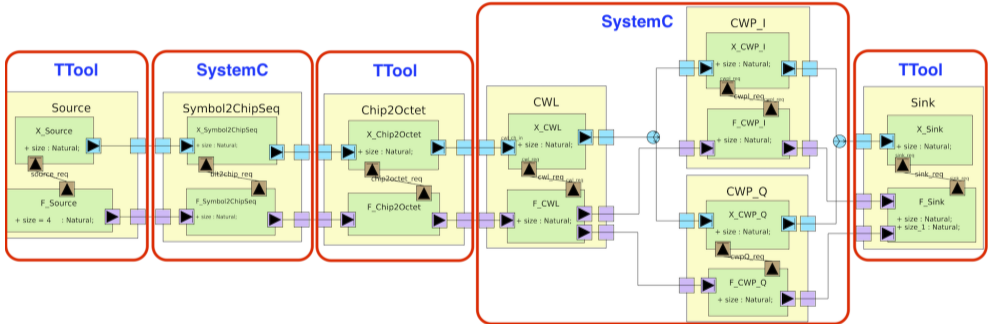 TTool
Source
X_Source
+ size : Natural;
source_req
F_Source
+ size = 4 : Natural;
SystemC
Symbol2ChipSeq
X_Symbol2ChipSeq
+ size : Natural;
bit2chip_req
F_Symbol2ChipSeq
+ size : Natural;
TTool
Chip2Octet
X_Chip2Octet
+ size : Natural;
chip2octet_req
F_Chip2Octet
SystemC
CWL
X_CWL
+ size : Natural;
cwl_req
F_CWL
+ size : Natural;
CWP_I
X_CWP_I
+ size : Natural;
cwpI_req
F_CWP_I
+ size : Natural;
CWP_Q
X_CWP_Q
+ size : Natural;
cwpQ_req
F_CWP_Q
+ size : Natural;
TTool
Sink
X_Sink
+ size : Natural;
sink_req
F_Sink
+ size : Natural;
+ size_1 : Natural;